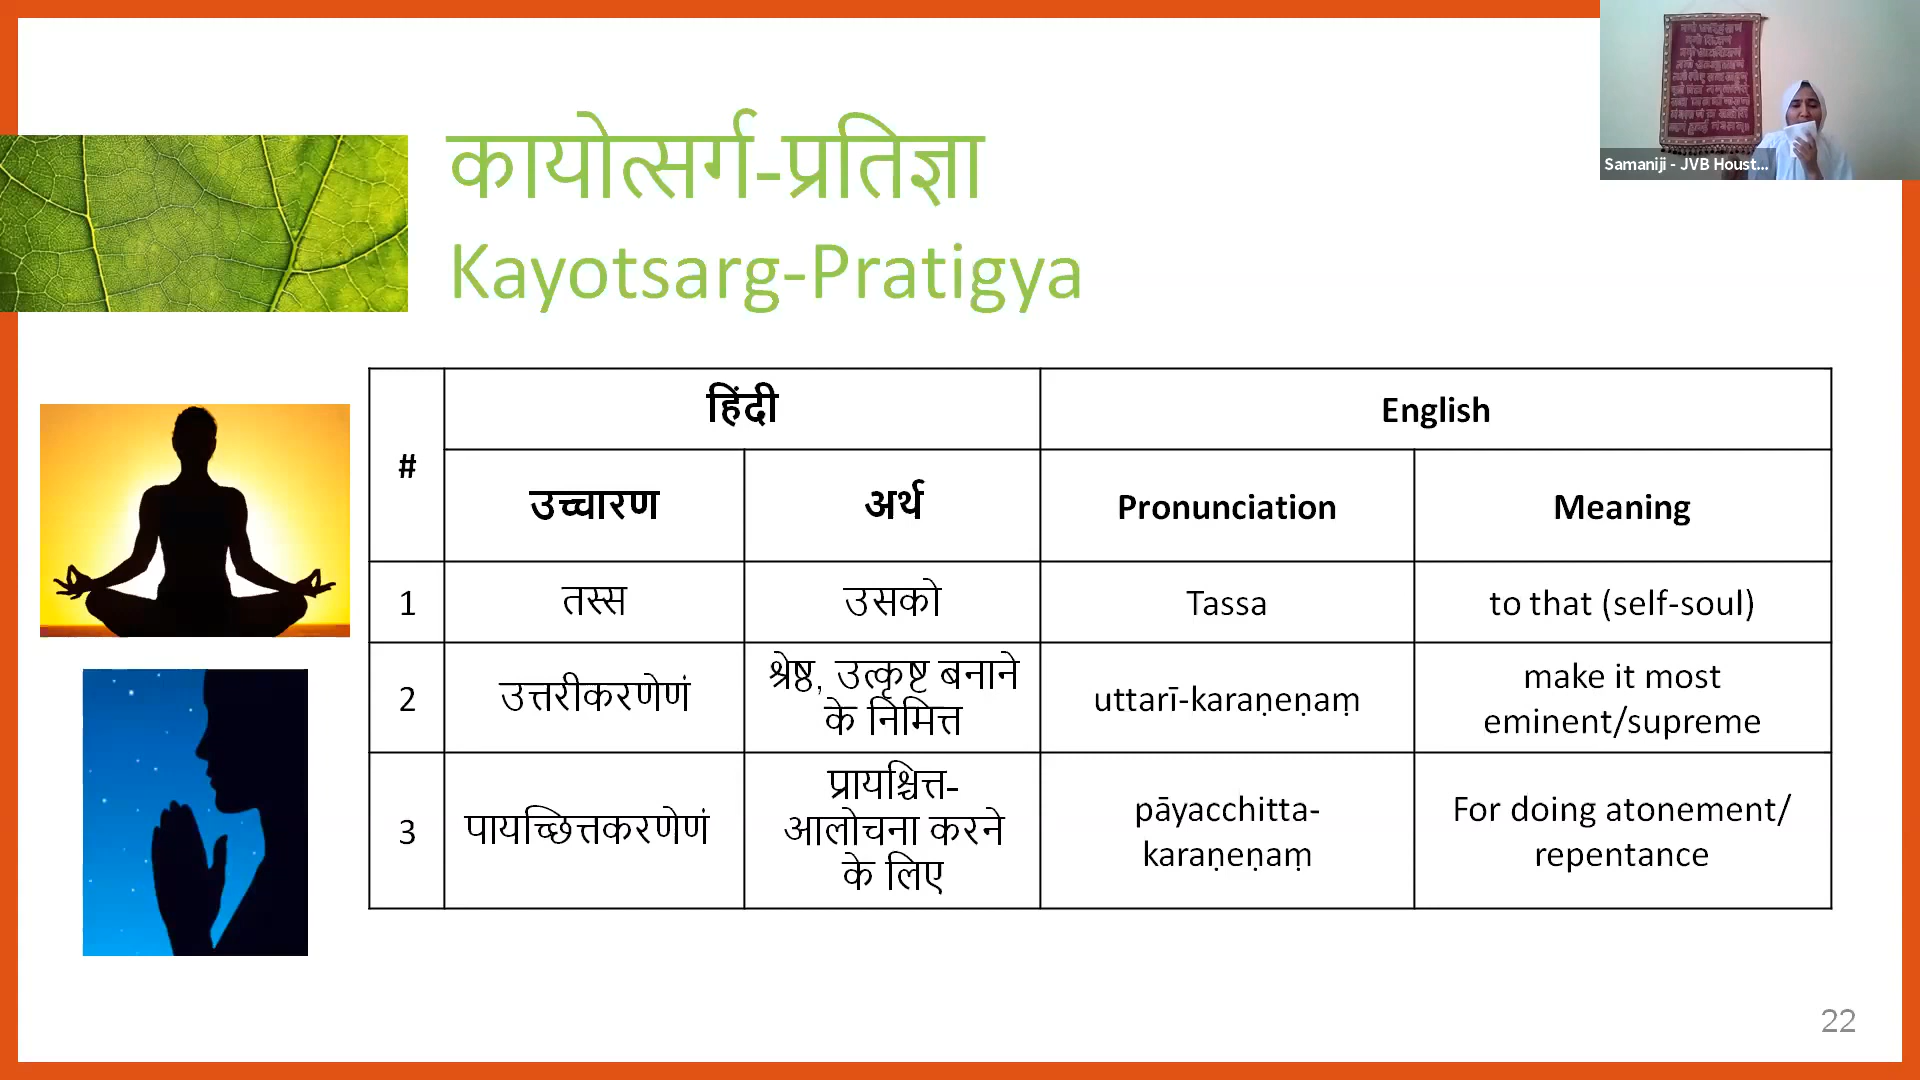 Samaniji - JVB Houst...
कायोत्सर्ग-प्रतिज्ञा
Kayotsarg-Pratigya
#
हिंदी
English
उच्चारण
अर्थ
Pronunciation
Meaning
1
तस्स
उसको
Tassa
to that (self-soul)
2
उत्तरीकरणेणं
श्रेष्ठ, उत्कृष्ट बनाने
के निमित्त
uttarī-karaṇeṇaṃ
make it most
eminent/supreme
3
पायच्छित्तकरणेणं
प्रायश्चित्त-
आलोचना करने
के लिए
pāyacchitta-
karaṇeṇaṃ
For doing atonement/
repentance
22